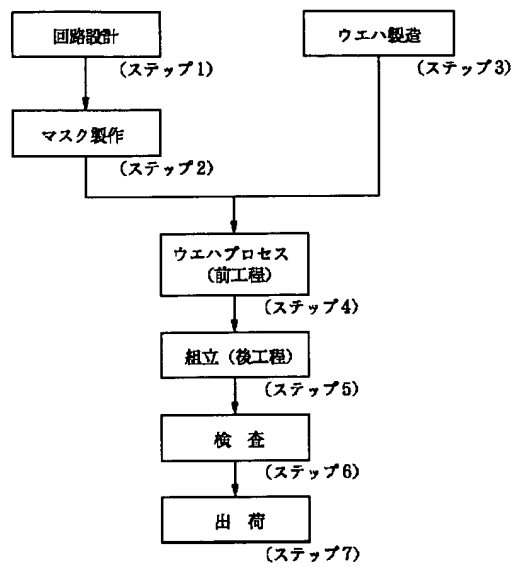 回路設計
(ステップ1)
ウエハ製造
(ステップ3)
マスク製作
(ステップ2)
ウエハプロセス
(前工程)
(ステップ4)
組立(後工程)
(ステップ5)
検 査
(ステップ6)
出 荷
(ステップ7)